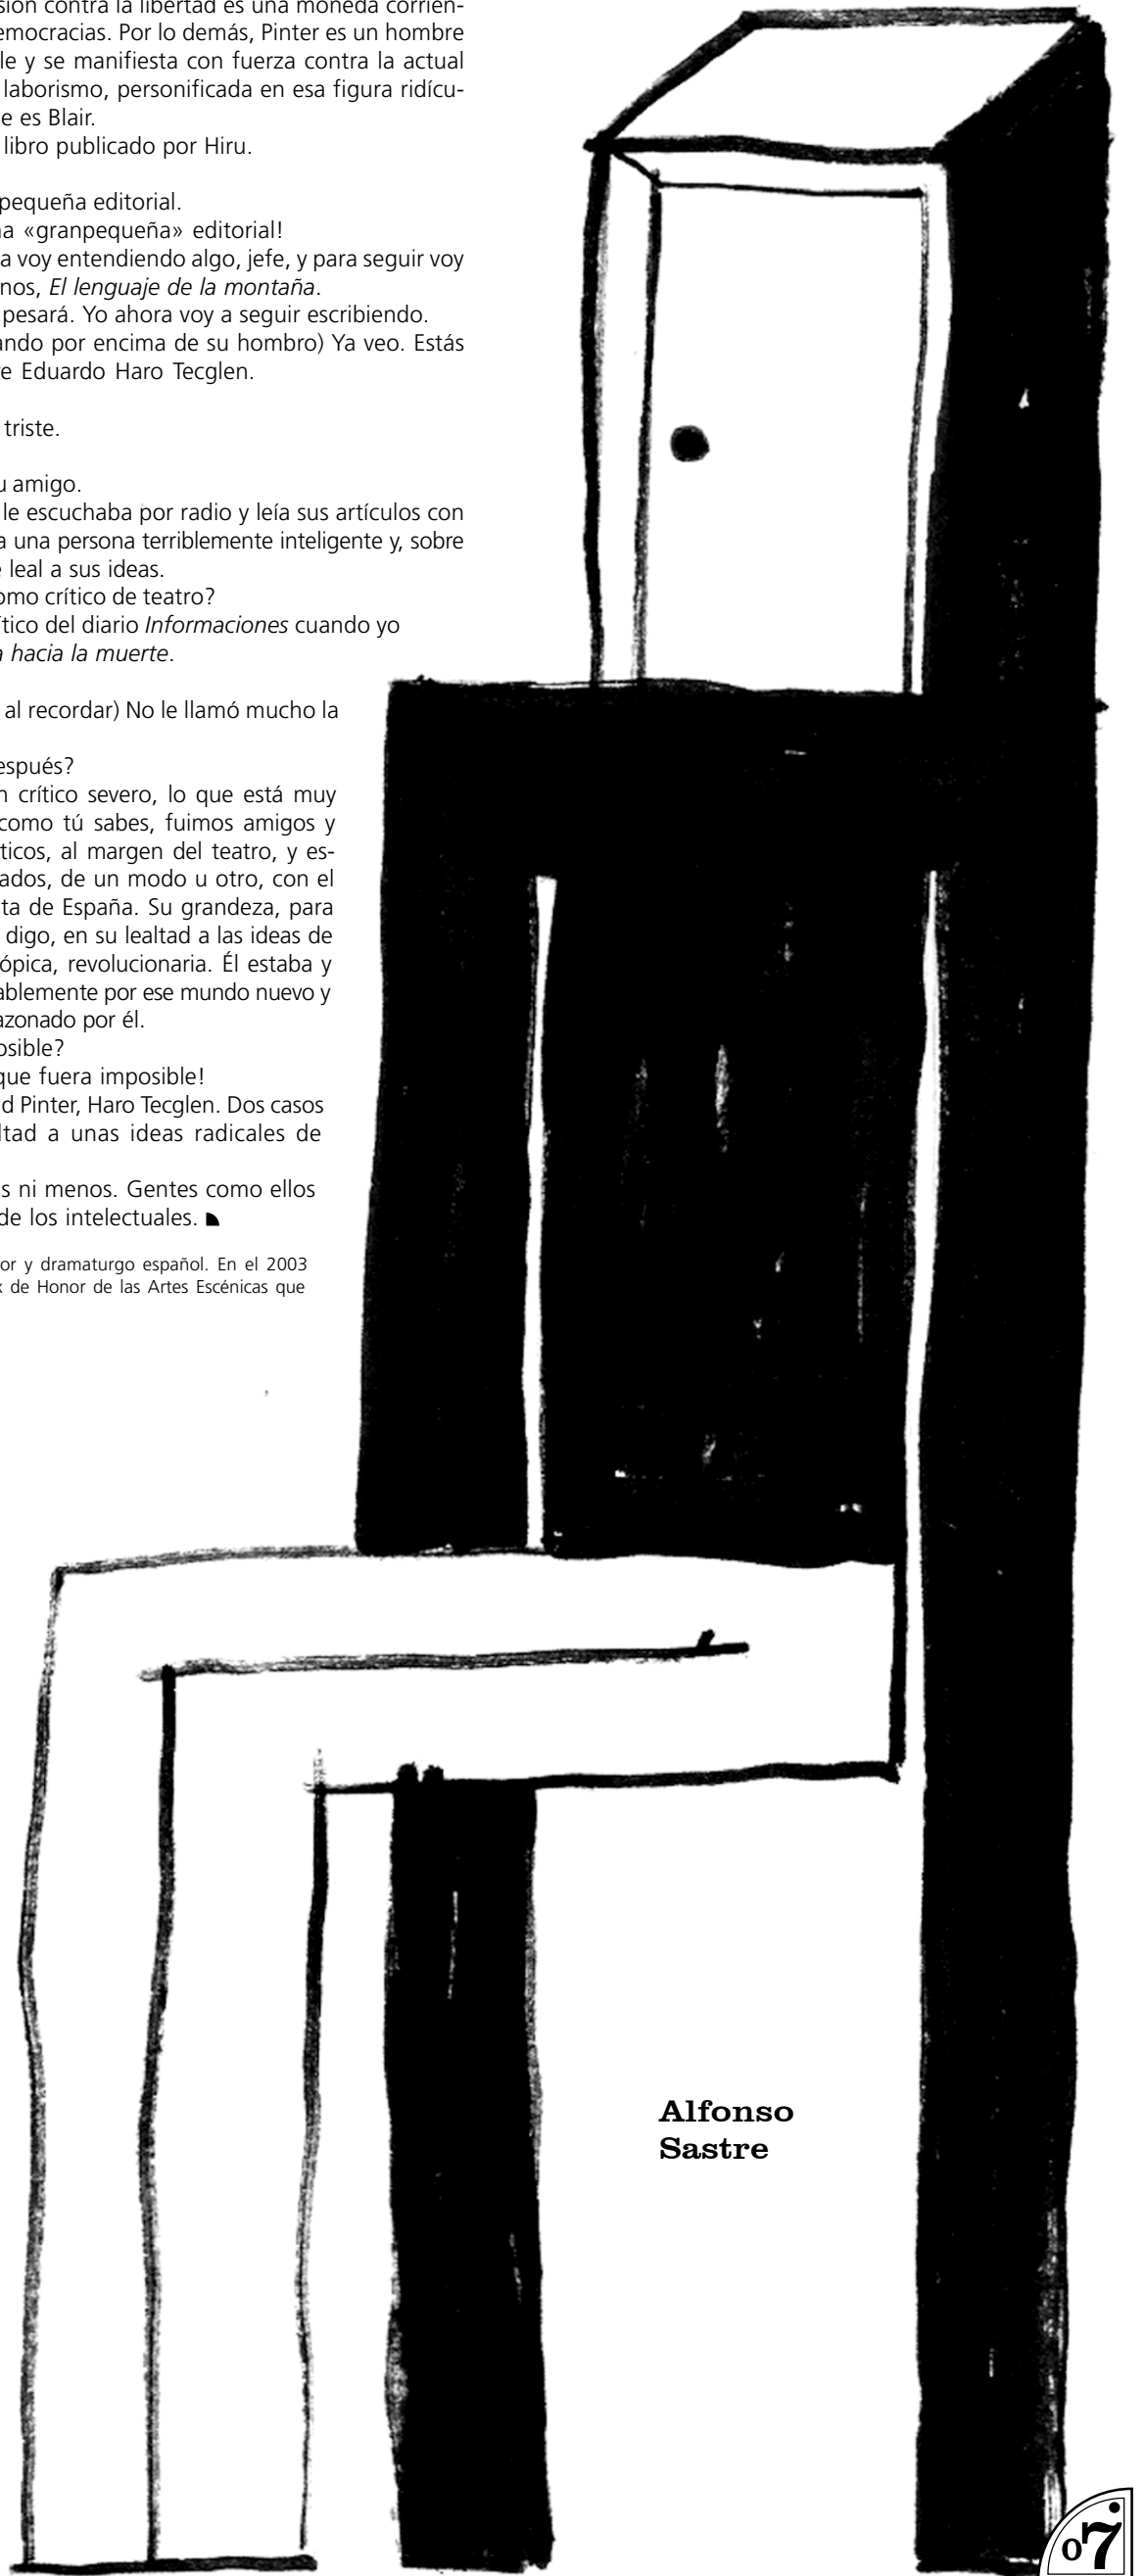 sión contra la libertad es una moneda corrien-
emocracias. Por lo demás, Pinter es un hombre
le y se manifiesta con fuerza contra la actual
laborismo, personificada en esa figura ridícu-
e es Blair.
libro publicado por Hiru.
pequeña editorial.
a «granpequeña» editorial!
a voy entendiendo algo, jefe, y para seguir voy
nos, El lenguaje de la montaña.
pesará. Yo ahora voy a seguir escribiendo.
ando por encima de su hombro) Ya veo. Estás
e Eduardo Haro Tecglen.
triste.
u amigo.
le escuchaba por radio y leía sus artículos con
a una persona terriblemente inteligente y, sobre
e leal a sus ideas.
omo crítico de teatro?
tico del diario Informaciones cuando yo
a hacia la muerte.
al recordar) No le llamó mucho la
espués?
n crítico severo, lo que está muy
como tú sabes, fuimos amigos y
ticos, al margen del teatro, y es-
ados, de un modo u otro, con el
sta de España. Su grandeza, para
digo, en su lealtad a las ideas de
ópica, revolucionaria. Él estaba y
ablemente por ese mundo nuevo y
azonado por él.
osible?
que fuera imposible!
d Pinter, Haro Tecglen. Dos casos
ltad a unas ideas radicales de
s ni menos. Gentes como ellos
de los intelectuales.
or y dramaturgo español. En el 2003
x de Honor de las Artes Escénicas que
Alfonso
Sastre
07